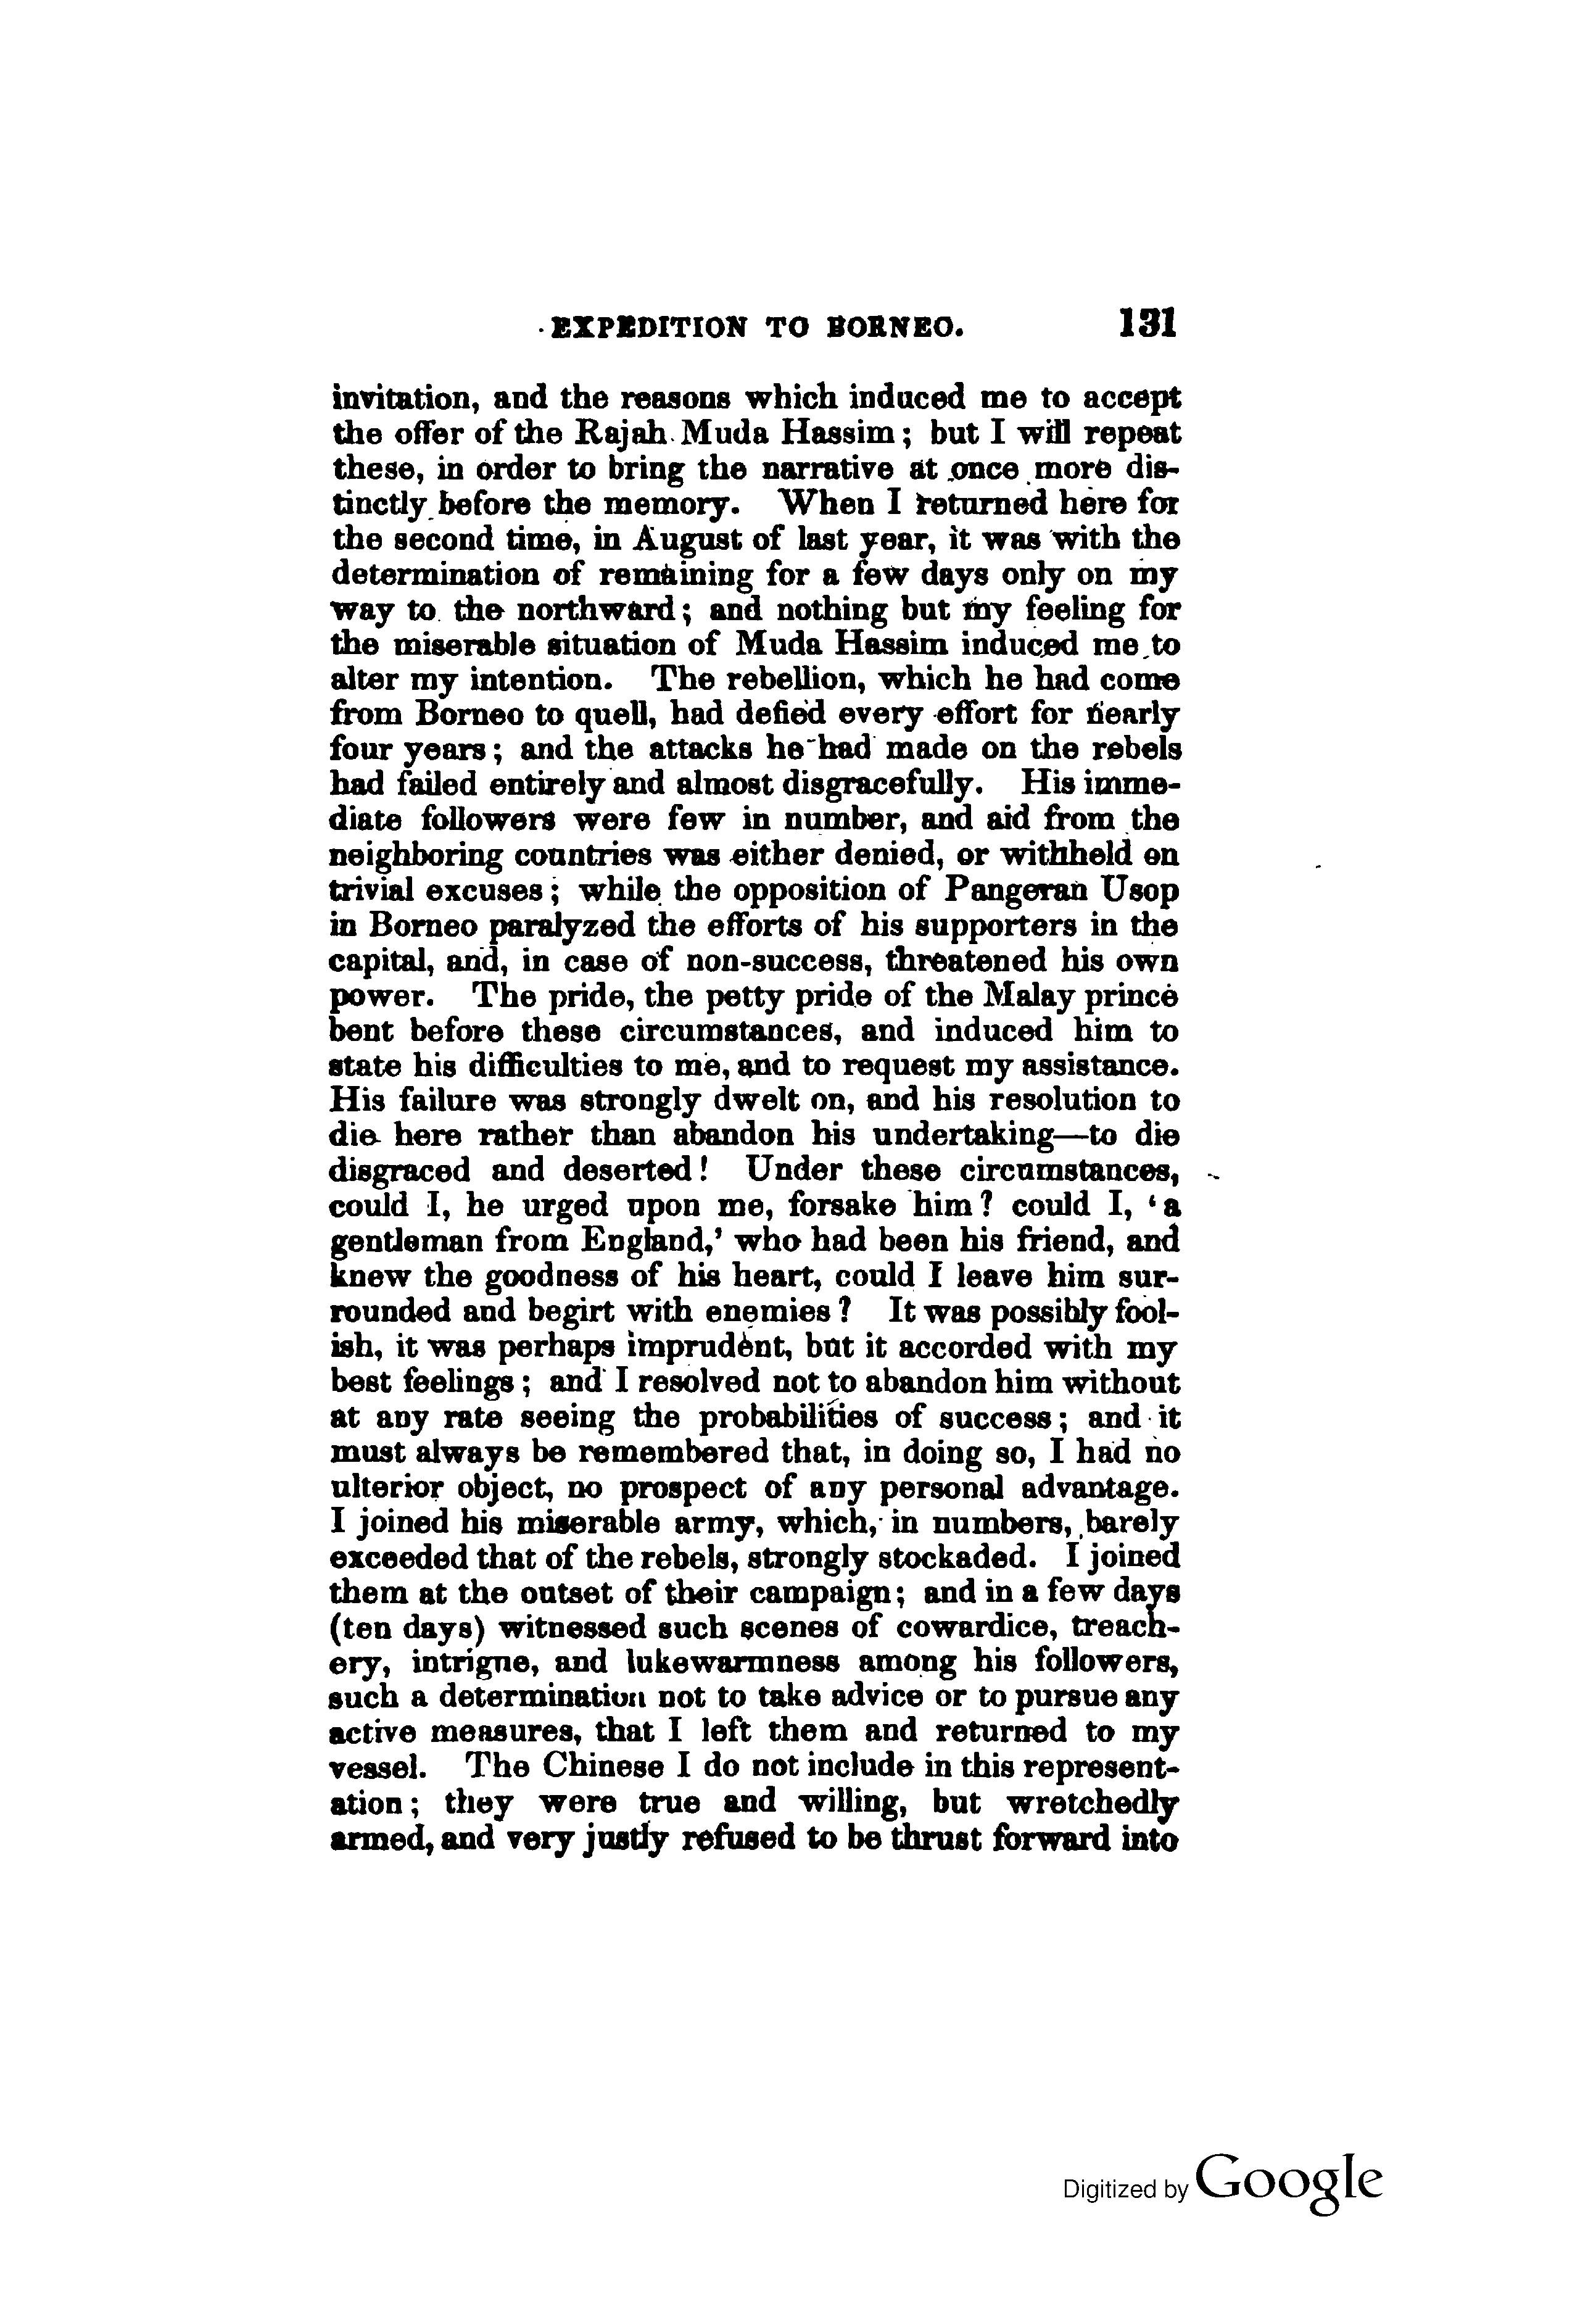 EXPEDITION TO BORNEO. 131
invitation, and the reasons which induced me to accept
the offer of the Rajah Muda Hassim; but I will repeat
these, in order to bring the narrative at once more dis-
tinctly before the memory. When I returned here for
the second time, in August of last year, it was with the
determination of remaining for a few days only on my
way to the northward; and nothing but my feeling for
the miserable situation of Muda Hassim induced me to
alter my intention. The rebellion, which he had come
from Borneo to quell, had defied every effort for nearly
four years; and the attacks he had made on the rebels
had failed entirely and almost disgracefully. His imme-
diate followers were few in number, and aid from the
neighboring countries was either denied, or withheld on
trivial excuses; while the opposition of Pangeran Usop
in Borneo paralyzed the efforts of his supporters in the
capital, and, in case of non-success, threatened his own
power. The pride, the petty pride of the Malay prince
bent before these circumstances, and induced him to
state his difficulties to me, and to request my assistance.
His failure was strongly dwelt on, and his resolution to
die here rather than abandon his undertaking—to die
disgraced and deserted! Under these circumstances,
could I, he urged upon me, forsake him? could I, ‘a
gentleman from England,’ who had been his friend, and
knew the goodness of his heart, could I leave him sur-
rounded and begirt with enemies? It was possibly fool-
ish, it was perhaps imprudent, but it accorded with my
best feelings; and I resolved not to abandon him without
at any rate seeing the probabilities of success; and it
must always be remembered that, in doing so, I had no
ulterior object, no prospect of any personal advantage.
I joined his miserable army, which, in numbers, barely
exceeded that of the rebels, strongly stockaded. I joined
them at the outset of their campaign; and in a few days
(ten days) witnessed such scenes of cowardice, treach-
ery, intrigue, and lukewarmness among his followers,
such a determination not to take advice or to pursue any
active measures, that I left them and returned to my
vessel. The Chinese I do not include in this represent-
ation; they were true and willing, but wretchedly
armed, and very justly refused to be thrust forward into
Digitized by Google